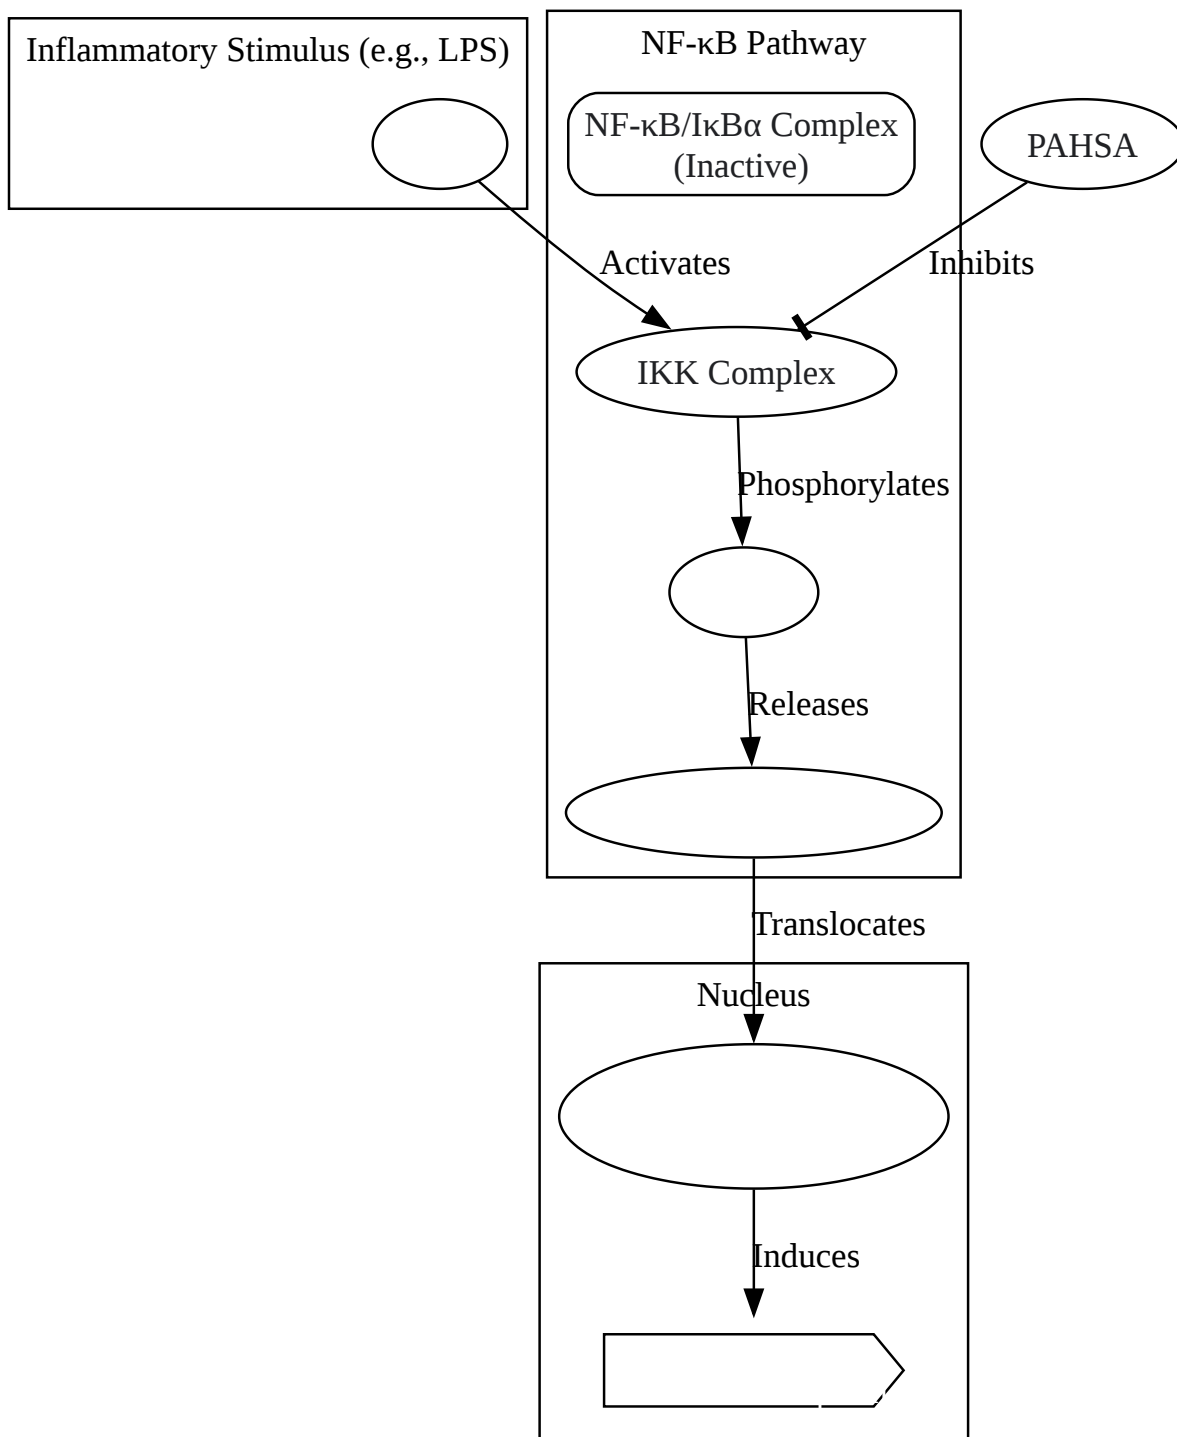 Inflammatory Stimulus (e.g., LPS)
NF-κB Pathway
NF-κB/IκBα Complex
(Inactive)
PAHSA
Activates
Inhibits
IKK Complex
Phosphorylates
Releases
Translocates
Nucleus
Induces